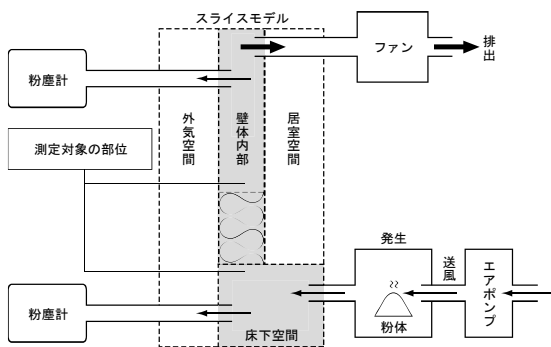 スライスモデル
ファン
排出
粉塵計
外気空間
壁体内部
居室空間
測定対象の部位
発生
送風
エアポンプ
粉体
粉塵計
床下空間